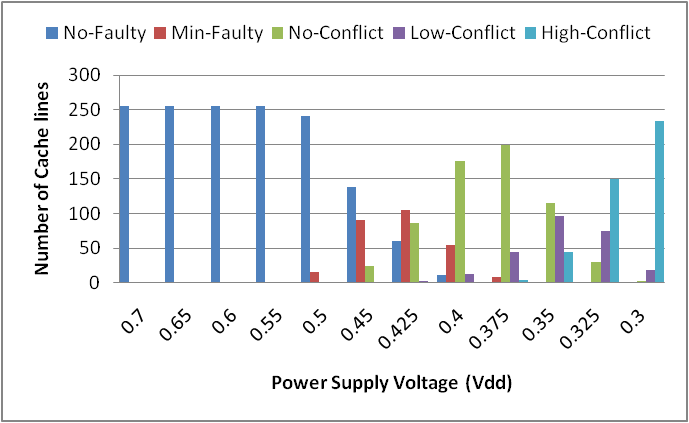 No-Faulty Min-Faulty No-Conflict Low-Conflict High-Conflict
Number of Cache lines
300
250
200
150
100
50
0
0.7 0.65 0.6 0.55 0.5 0.45 0.425 0.4 0.375 0.35 0.325 0.3
Power Supply Voltage (Vdd)